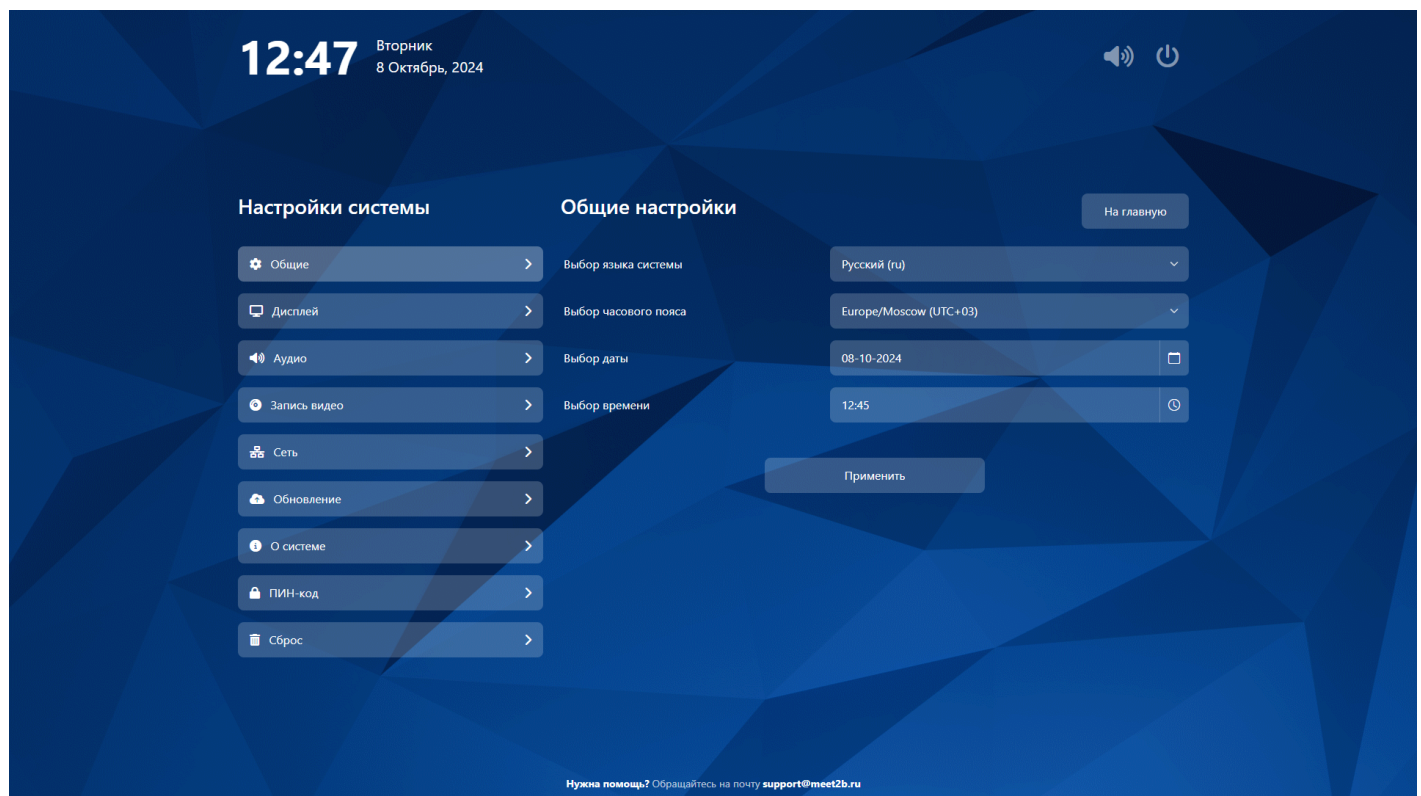 12:47
Вторник
8 Октябрь, 2024
Настройки системы
Общие
Дисплей
Аудио
Запись видео
Сеть
Обновление
О системе
ПИН-код
Сброс
Общие настройки
На главную
Выбор языка системы
Русский (ru)
Выбор часового пояса
Europe/Moscow (UTC+03)
Выбор даты
08-10-2024
Выбор времени
12:45
Применить
Нужна помощь? Обращайтесь на почту support@meet2b.ru